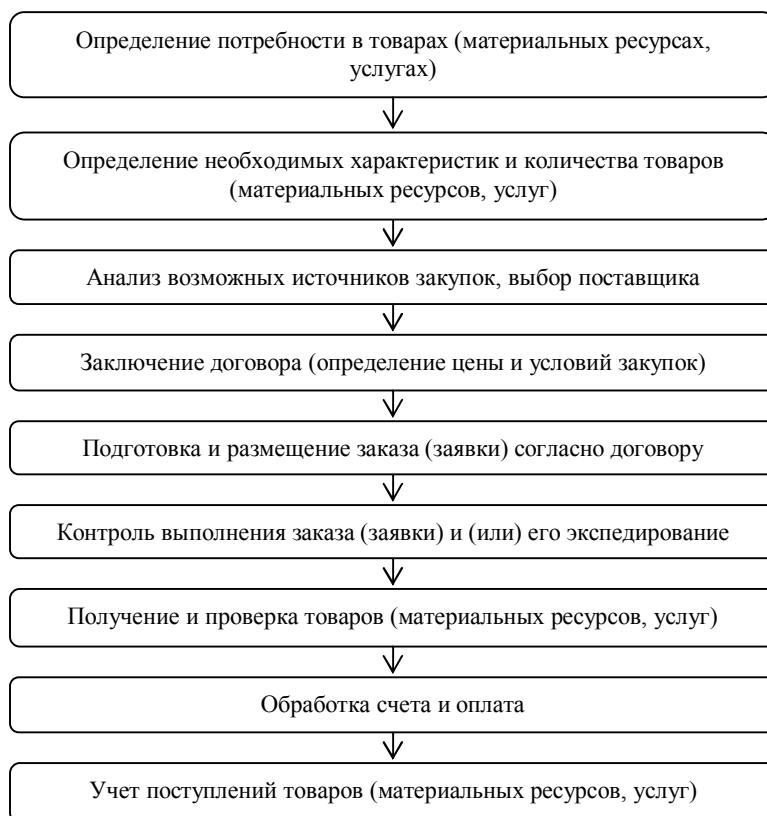 Определение потребности в товарах (материальных ресурсах,
услугах)
Определение необходимых характеристик и количества товаров
(материальных ресурсов, услуг)
Анализ возможных источников закупок, выбор поставщика
Заключение договора (определение цены и условий закупок)
Подготовка и размещение заказа (заявки) согласно договору
Контроль выполнения заказа (заявки) и (или) его экспедирование
Получение и проверка товаров (материальных ресурсов, услуг)
Обработка счета и оплата
Учет поступлений товаров (материальных ресурсов, услуг)